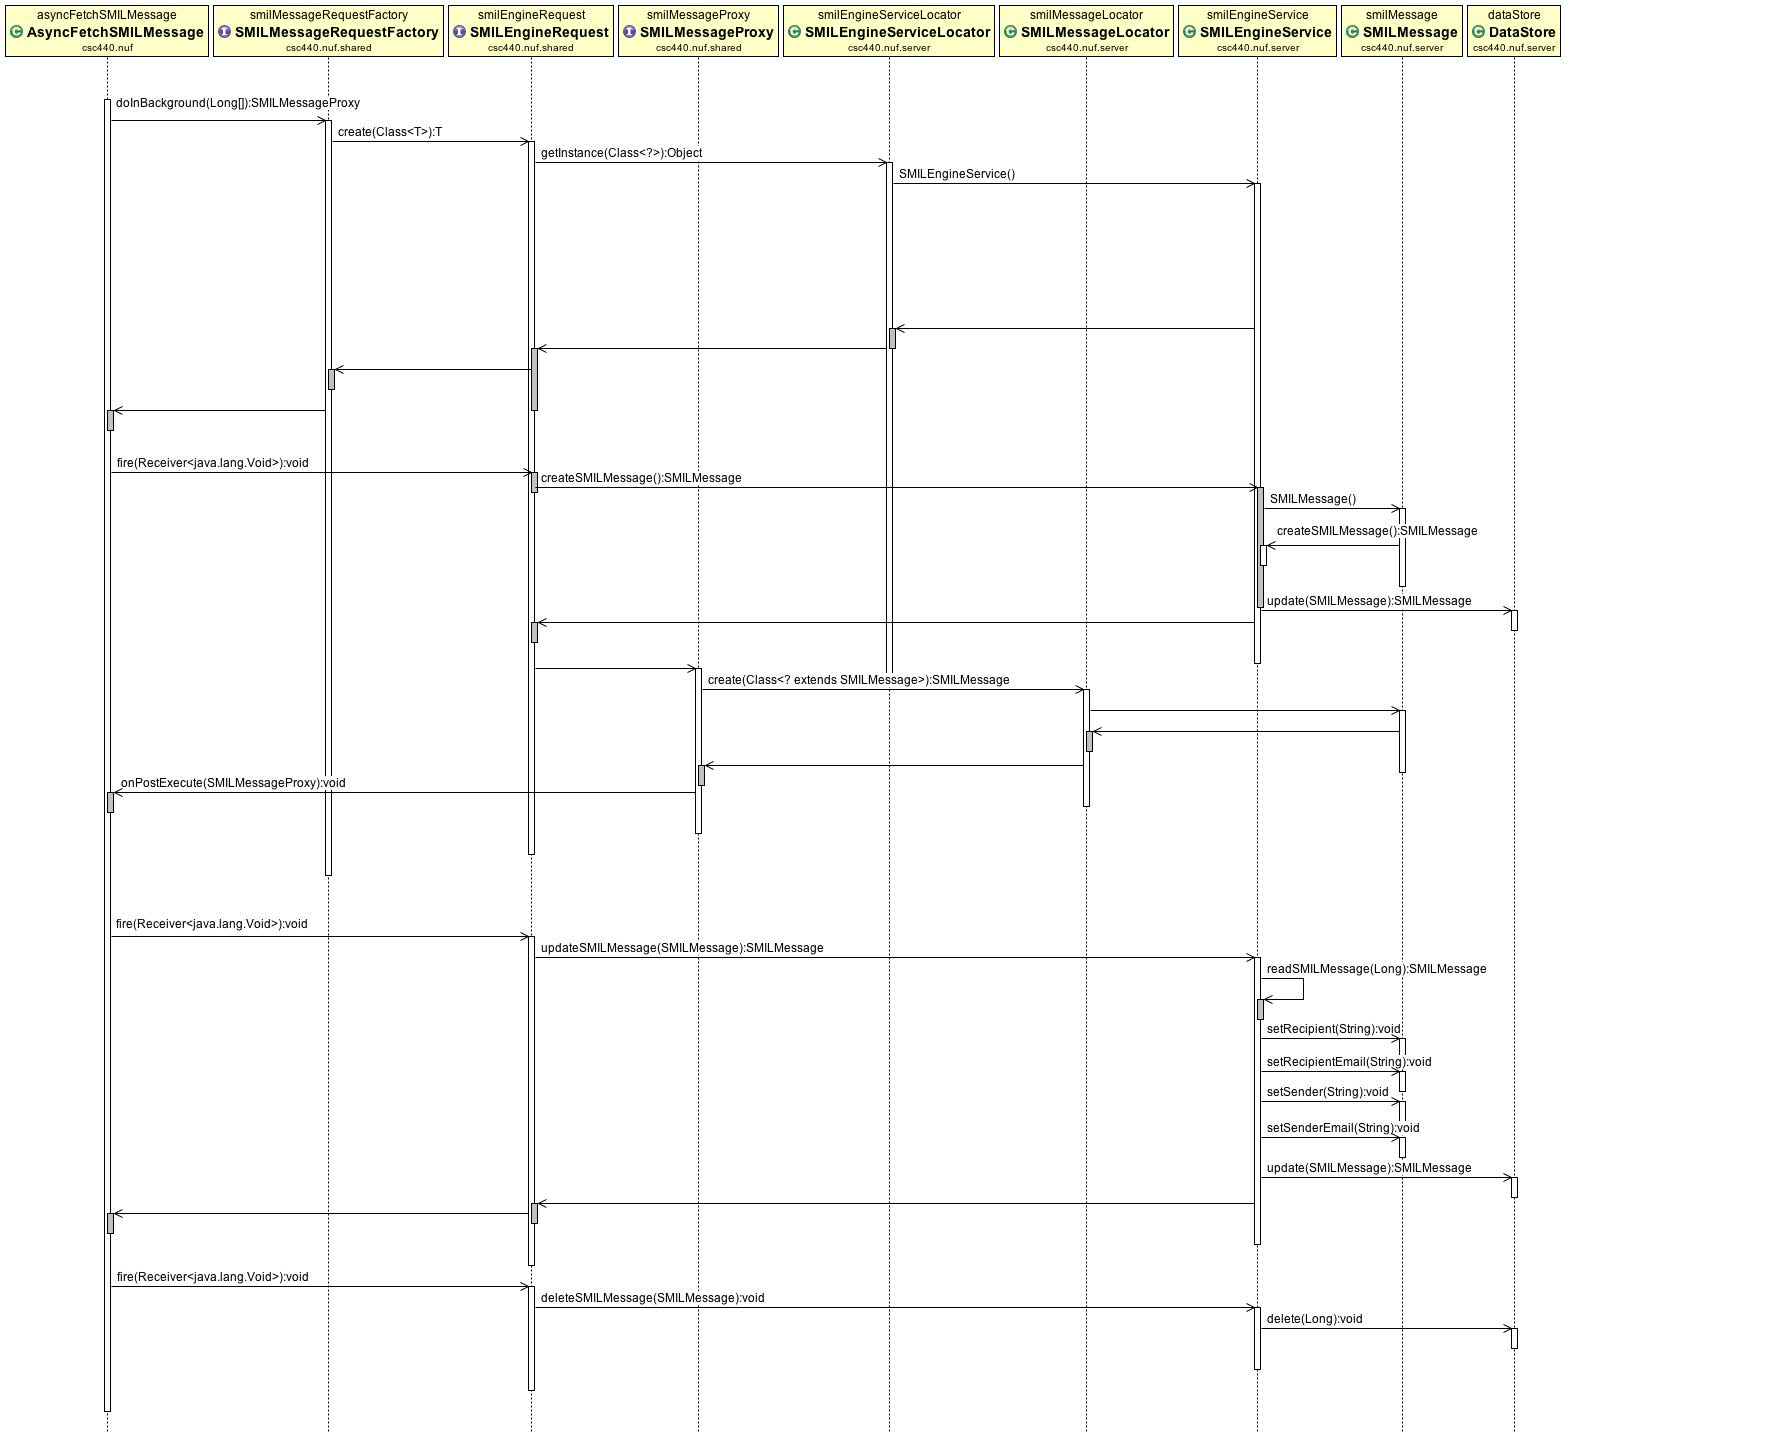 asyncFetchSMILMessage
AsyncFetchSMILMessage
csc440.nuf
smilMessageRequestFactory
SMILMessageRequestFactory
csc440.nuf.shared
smilEngineRequest
SMILEngineRequest
csc440.nuf.shared
smilMessageProxy
SMILMessageProxy
csc440.nuf.shared
smilEngineServiceLocator
SMILEngineServiceLocator
csc440.nuf.server
smilMessageLocator
SMILMessageLocator
csc440.nuf.server
smilEngineService
SMILEngineService
csc440.nuf.server
smilMessage
SMILMessage
csc440.nuf.server
dataStore
DataStore
csc440.nuf.server
doInBackground(Long[]):SMILMessageProxy
create(Class<T>):T
getInstance(Class<?>):Object
SMILEngineService()
fire(Receiver<java.lang.Void>):void
createSMILMessage():SMILMessage
SMILMessage()
createSMILMessage():SMILMessage
update(SMILMessage):SMILMessage
create(Class<? extends SMILMessage>):SMILMessage
onPostExecute(SMILMessageProxy):void
fire(Receiver<java.lang.Void>):void
updateSMILMessage(SMILMessage):SMILMessage
readSMILMessage(Long):SMILMessage
setRecipient(String):void
setRecipientEmail(String):void
setSender(String):void
setSenderEmail(String):void
update(SMILMessage):SMILMessage
fire(Receiver<java.lang.Void>):void
deleteSMILMessage(SMILMessage):void
delete(Long):void